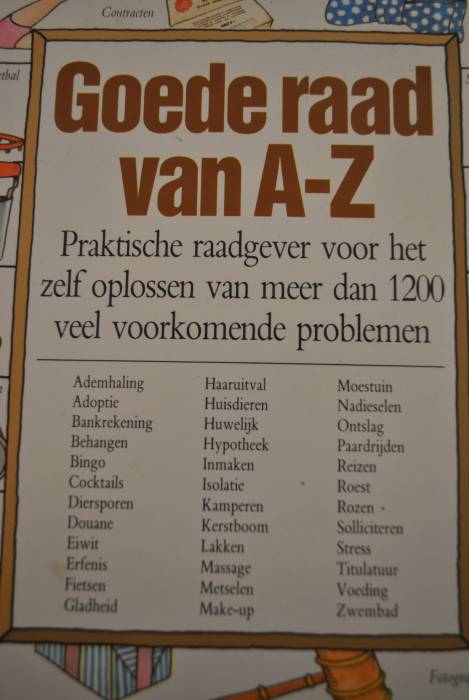 Contracten
Goede raad
van A-Z
Praktische raadgever voor het
zelf oplossen van meer dan 1200
veel voorkomende problemen
Ademhaling
Adoptie
Bankrekening
Behangen
Bingo
Cocktails
Diersporen
Douane
Eiwit
Erfenis
Fietsen
Gladheid
Haaruitval
Huisdieren
Huwelijk
Hypotheek
Inmaken
Isolatie
Kamperen
Kerstboom
Lakken
Massage
Metselen
Make-up
Moestuin
Nadieselen
Ontslag
Paardrijden
Reizen
Roest
Rozen
Solliciteren
Stress
Titulatuur
Voeding
Zwembad